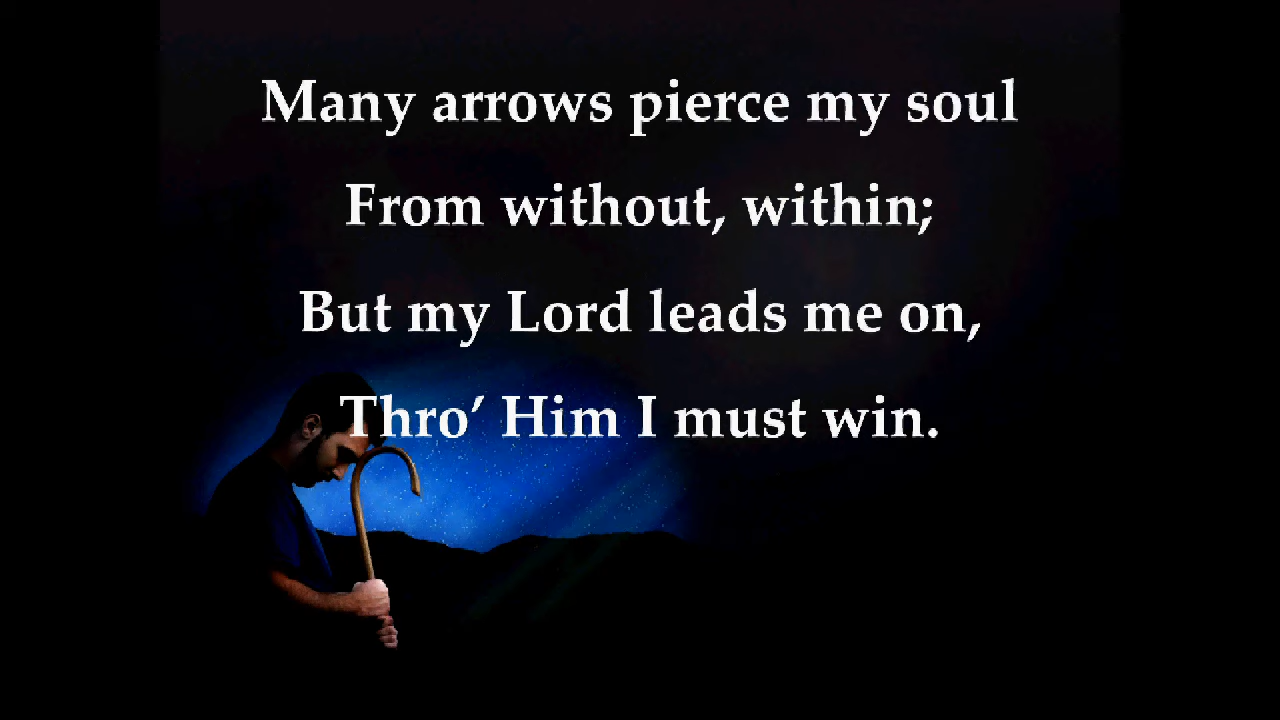 Many arrows pierce my soul
From without, within;
But my Lord leads me on,
Thro’ Him I must win.